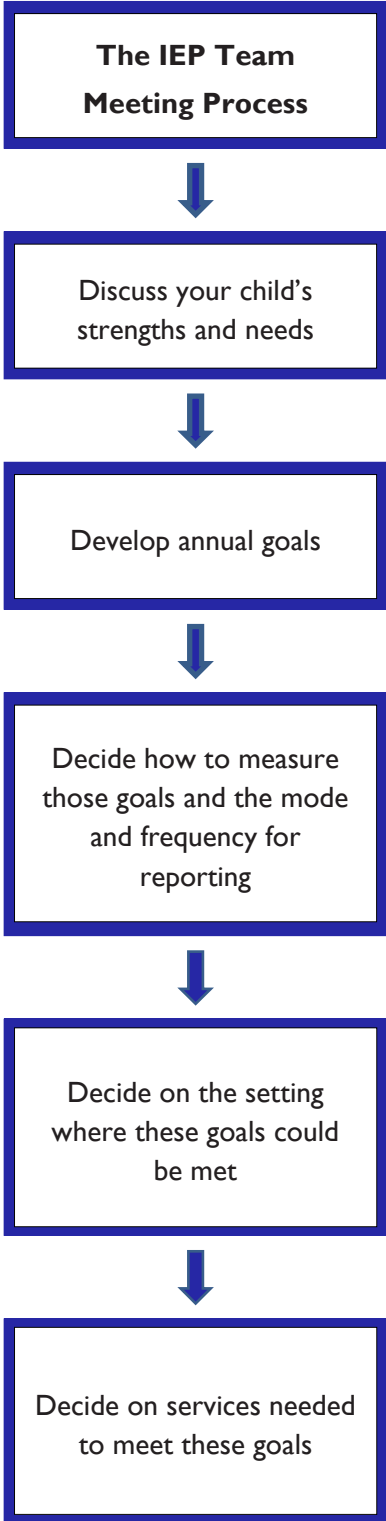 The IEP Team
Meeting Process
Discuss your child’s
strengths and needs
Develop annual goals
Decide how to measure
those goals and the mode
and frequency for
reporting
Decide on the setting
where these goals could
be met
Decide on services needed
to meet these goals